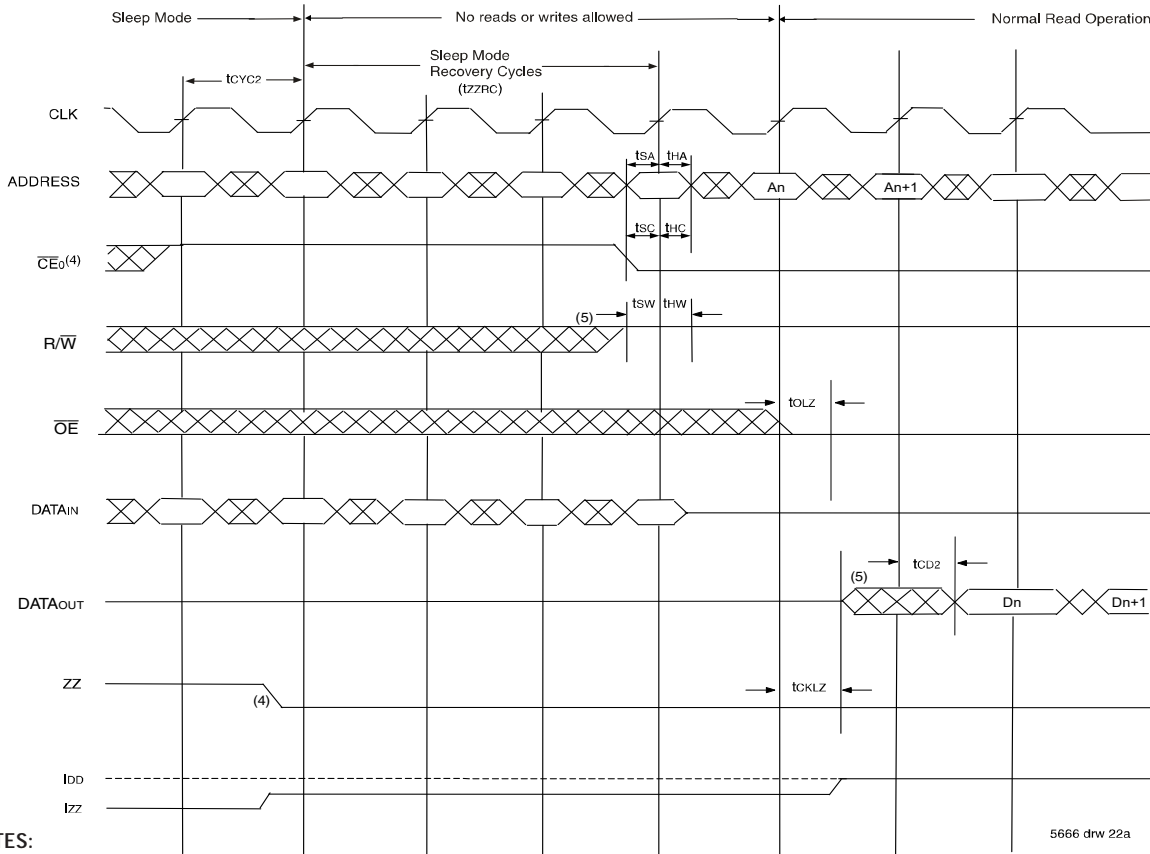 Sleep Mode No reads or writes allowed Normal Read Operation
Sleep Mode
Recovery Cycles
(tZZRC)
tCYC2
CLK
tSA tHA
ADDRESS An An+1
tSC tHC
CE0(4)
tSW tHW
(5)
R/W
tOLZ
OE
DATAIN
tCD2
(5)
DATAOUT Dn Dn+1
ZZ (4) tCKLZ
IDD
IZZ
5666 drw 22a
TES: